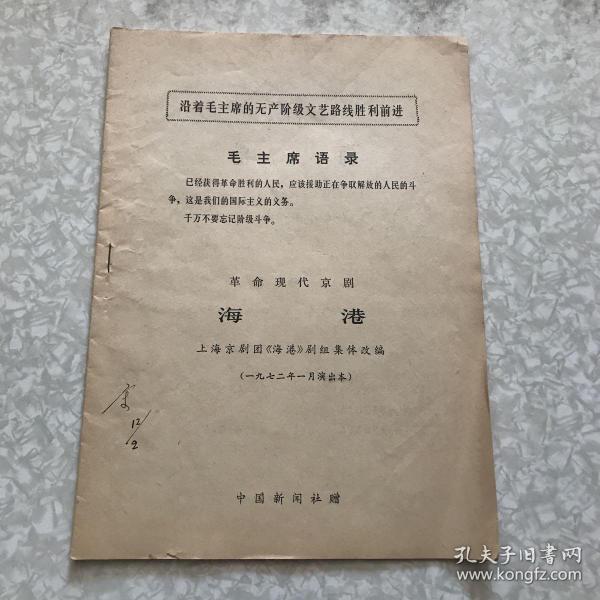 沿着毛主席的无产阶级文艺路线胜利前进
毛主席语录
已经获得革命胜利的人民，应该援助正在争取解放的人民的斗
争，这是我们的国际主义的义务。
千万不要忘记阶级斗争。
革命现代京剧
海港
上海京剧团《海港》剧组集体改编
（一九七二年一月演出本）
12/2
中国新闻社赠
孔夫子旧书网
www.kongfz.com